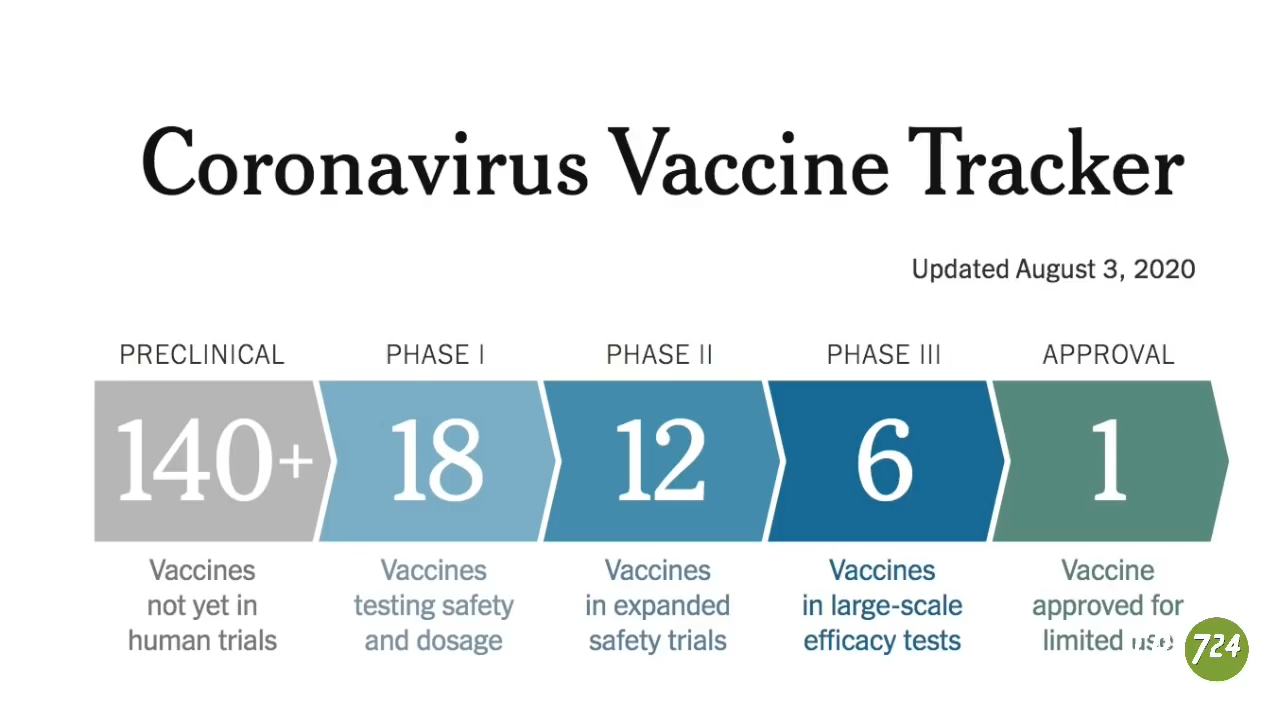 Coronavirus Vaccine Tracker
Updated August 3, 2020
PRECLINICAL
PHASE I
PHASE II
PHASE III
APPROVAL
140+
18
12
6
1
Vaccines
not yet in
human trials
Vaccines
testing safety
and dosage
Vaccines
in expanded
safety trials
Vaccines
in large-scale
efficacy tests
Vaccine
approved for
limited use
724